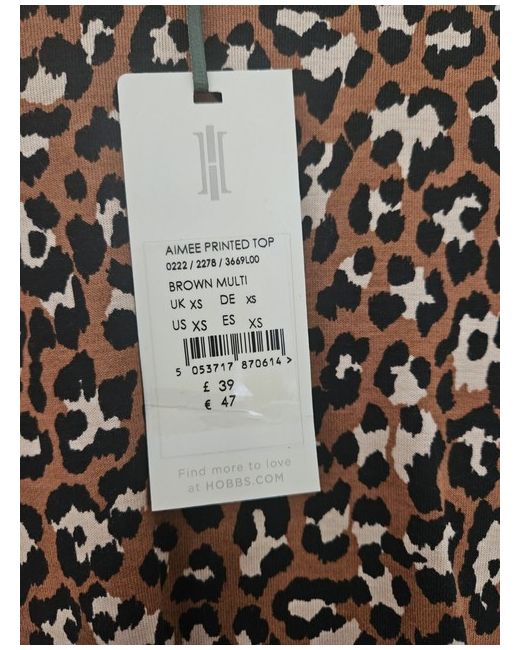 AIMEE PRINTED TOP
0222 / 2278 / 3669L00
BROWN MULTI
UK XS DE XS
US XS ES XS
5 053717 870614 >
£ 39
€ 47
Find more to love
at HOBBS.COM